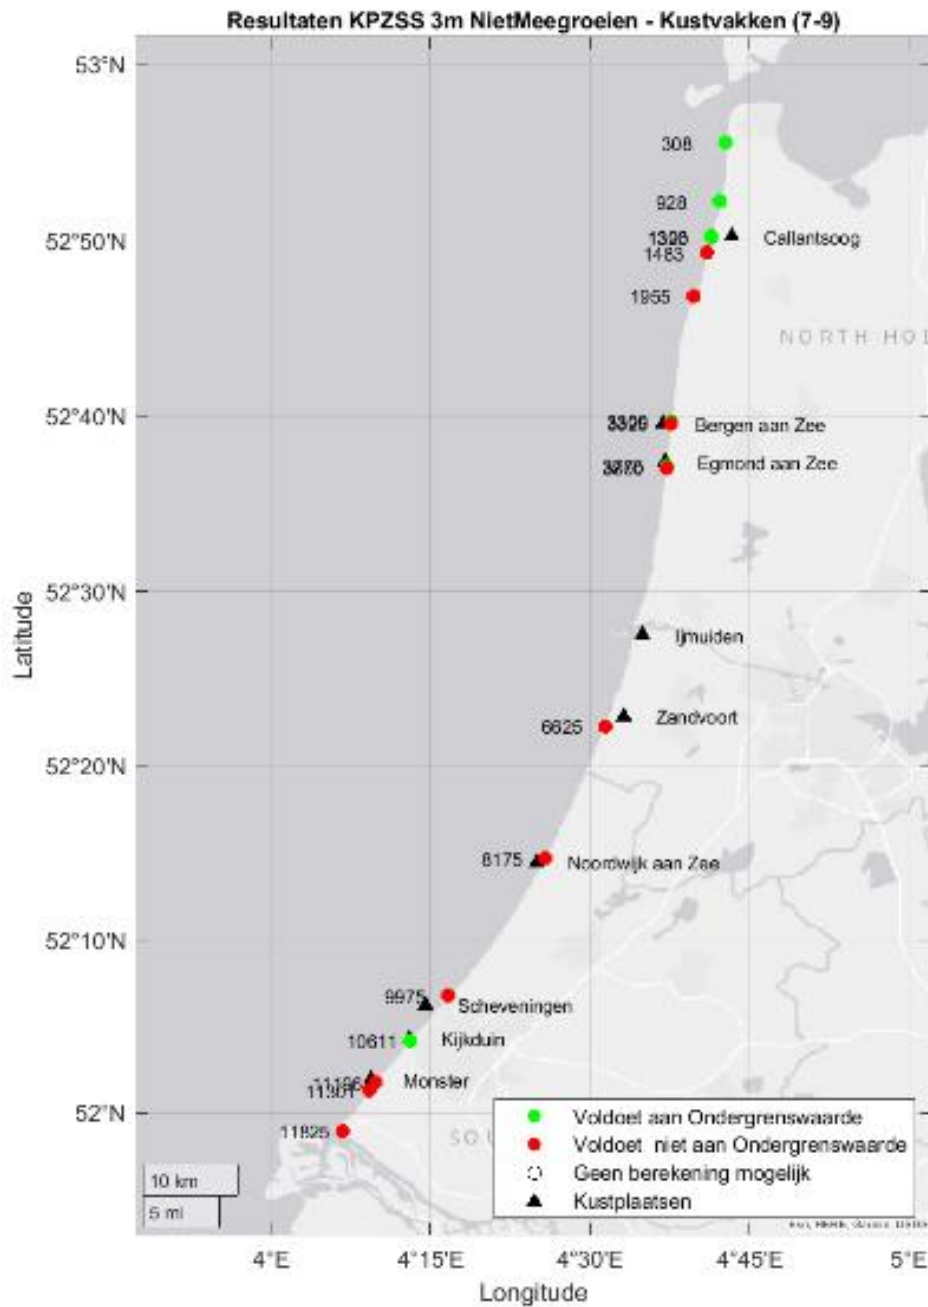 Resultaten KPZSS 3m NietMeegroeien - Kustvakken (7-9)
53°N
308
928
52°50'N
Callantsoog
1483
1955
NORTH HOL
52°40'N
Bergen aan Zee
Egmond aan Zee
52°30'N
Ijmuiden
Latitude
Zandvoort
6625
52°20'N
8175
Noordwijk aan Zee
52°10'N
9975
Scheveningen
10611
Kijkduin
Monster
11301
52°N
11825
SOU
Voldoet aan Ondergrenswaarde
Voldoet niet aan Ondergrenswaarde
Geen berekening mogelijk
Kustplaatsen
10 km
5 mi
4°E
4°15'E
4°30'E
4°45'E
5°E
Longitude